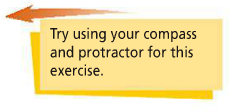 Try using your compass
and protractor for this
exercise.